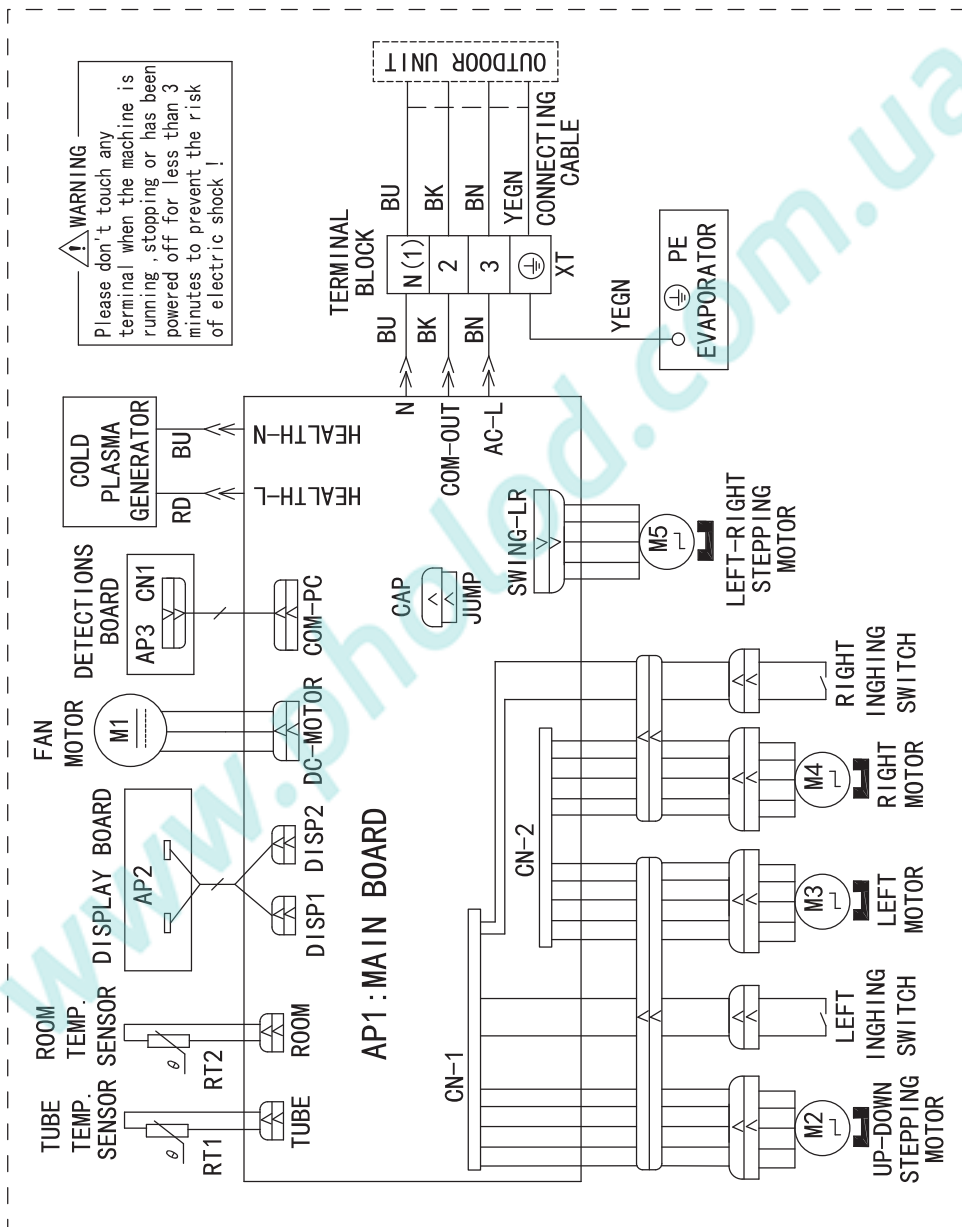 WARNING
Please don't touch any
terminal when the machine is
running ,stopping or has been
powered off for less than 3
minutes to prevent the risk
of electric shock !
OUTDOOR UNIT
BU
BK
BN
YEGN
CONNECTING
CABLE
TERMINAL
BLOCK
N(1)
2
3
XT
BU
BK
BN
YEGN
PE
EVAPORATOR
COLD
PLASMA
GENERATOR
RD
BU
HEALTH-L
HEALTH-N
N
COM-OUT
AC-L
DETECTIONS
BOARD
AP3 CN1
COM-PC
CAP
JUMP
SWING-LR
M5
LEFT-RIGHT
STEPPING
MOTOR
FAN
MOTOR
M1
DC-MOTOR
DISPLAY BOARD
AP2
DISP1
DISP2
ROOM
TEMP.
SENSOR
θ
RT2
ROOM
TUBE
TEMP.
SENSOR
θ
RT1
TUBE
AP1:MAIN BOARD
CN-1
CN-2
M2
UP-DOWN
STEPPING
MOTOR
LEFT
INGHING
SWITCH
M3
LEFT
MOTOR
M4
RIGHT
MOTOR
RIGHT
INGHING
SWITCH
www.pholod.com.ua